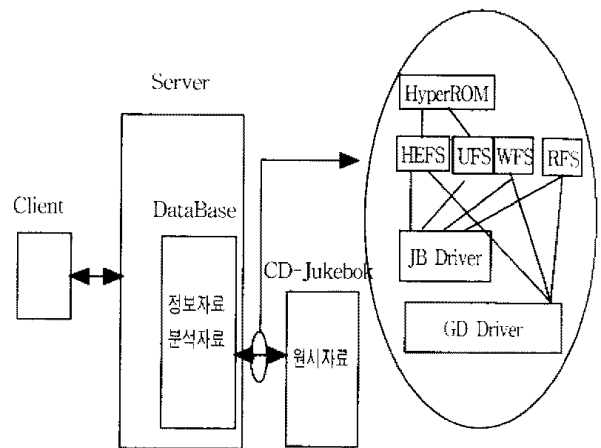 Server
Client
DataBase
정보자료
분석자료
CD-Jukebok
원시자료
HyperROM
HEFS UFS WFS RFS
JB Driver
GD Driver